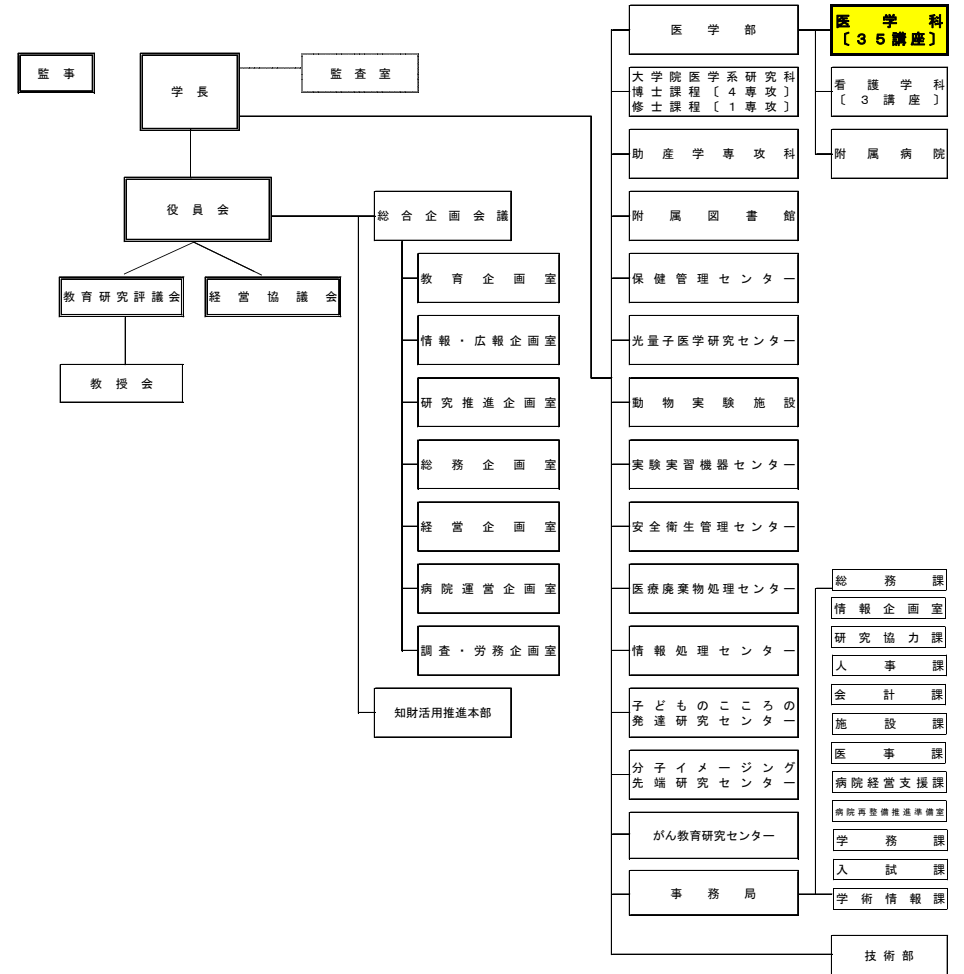 監事
学長
監査室
役員会
教育研究評議会
経営協議会
教授会
総合企画会議
教育企画室
情報・広報企画室
研究推進企画室
総務企画室
経営企画室
病院運営企画室
調査・労務企画室
知財活用推進本部
医学部
大学院医学系研究科
博士課程〔4専攻〕
修士課程〔1専攻〕
助産学専攻科
附属図書館
保健管理センター
光量子医学研究センター
動物実験施設
実験実習機器センター
安全衛生管理センター
医療廃棄物処理センター
情報処理センター
子どものこころの
発達研究センター
分子イメージング
先端研究センター
がん教育研究センター
事務局
医学科
〔35講座〕
看護学科
〔3講座〕
附属病院
総務課
情報企画室
研究協力課
人事課
会計課
施設課
医事課
病院経営支援課
病院再整備推進準備室
学務課
入試課
学術情報課
技術部